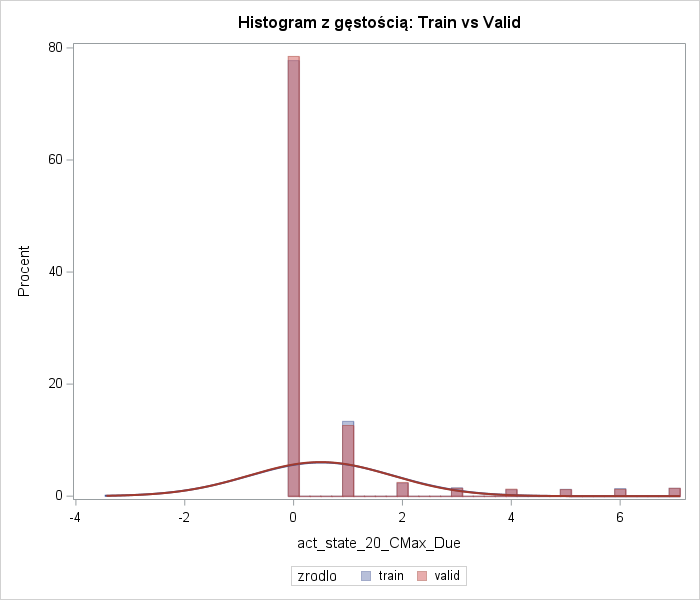 Histogram z gęstością: Train vs Valid
80
60
40
20
0
Procent
-4 -2 0 2 4 6
act_state_20_CMax_Due
zrodlo train valid